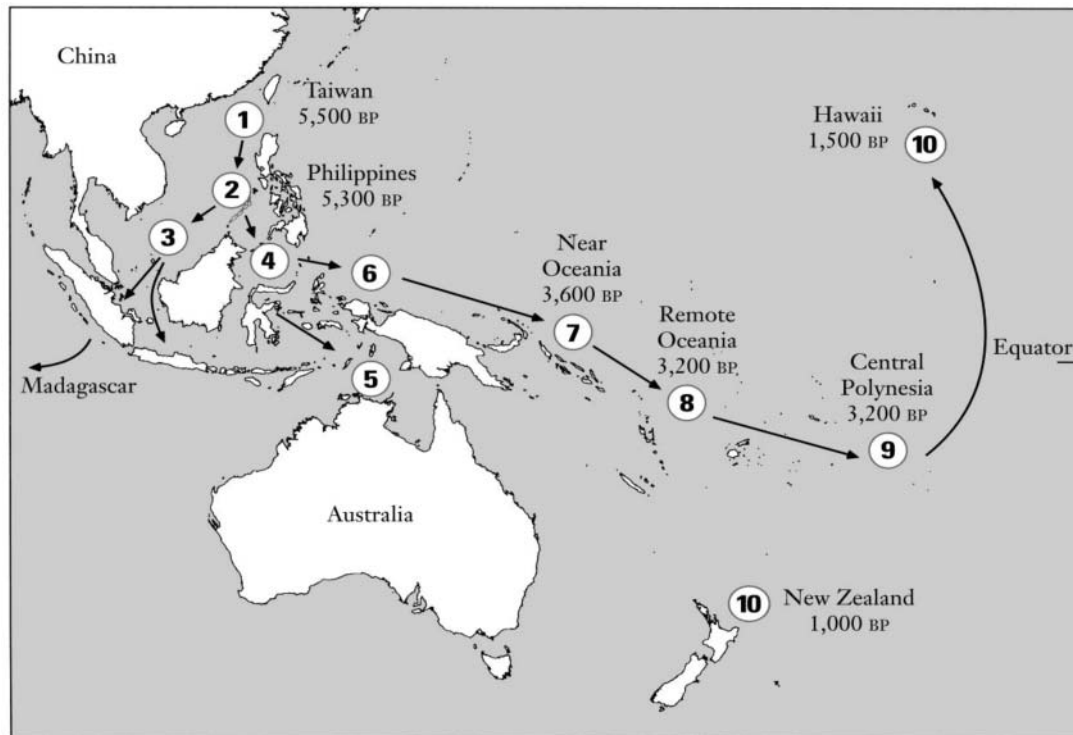 China
Taiwan
5,500 BP
1
Hawaii
1,500 BP
10
Philippines
5,300 BP
2
3
4
6
Near
Oceania
3,600 BP
7
Remote
Oceania
3,200 BP
8
Equator
Central
Polynesia
3,200 BP
9
Madagascar
5
Australia
10
New Zealand
1,000 BP